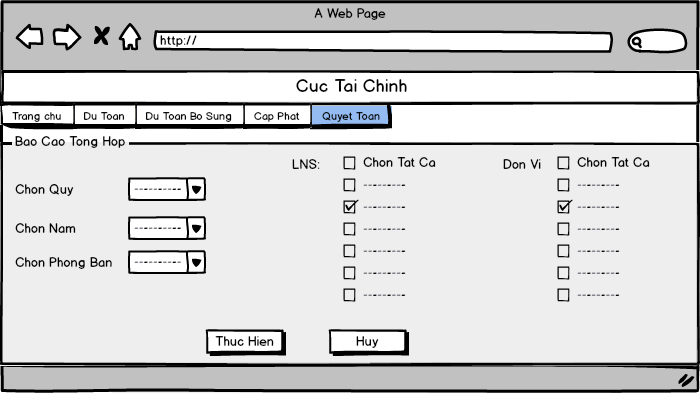 A Web Page
http://
Cuc Tai Chinh
Trang chu Du Toan Du Toan Bo Sung Cap Phat Quyet Toan
Bao Cao Tong Hop
LNS: Chon Tat Ca Don Vi Chon Tat Ca
Chon Quy
Chon Nam
Chon Phong Ban
Thuc Hien Huy